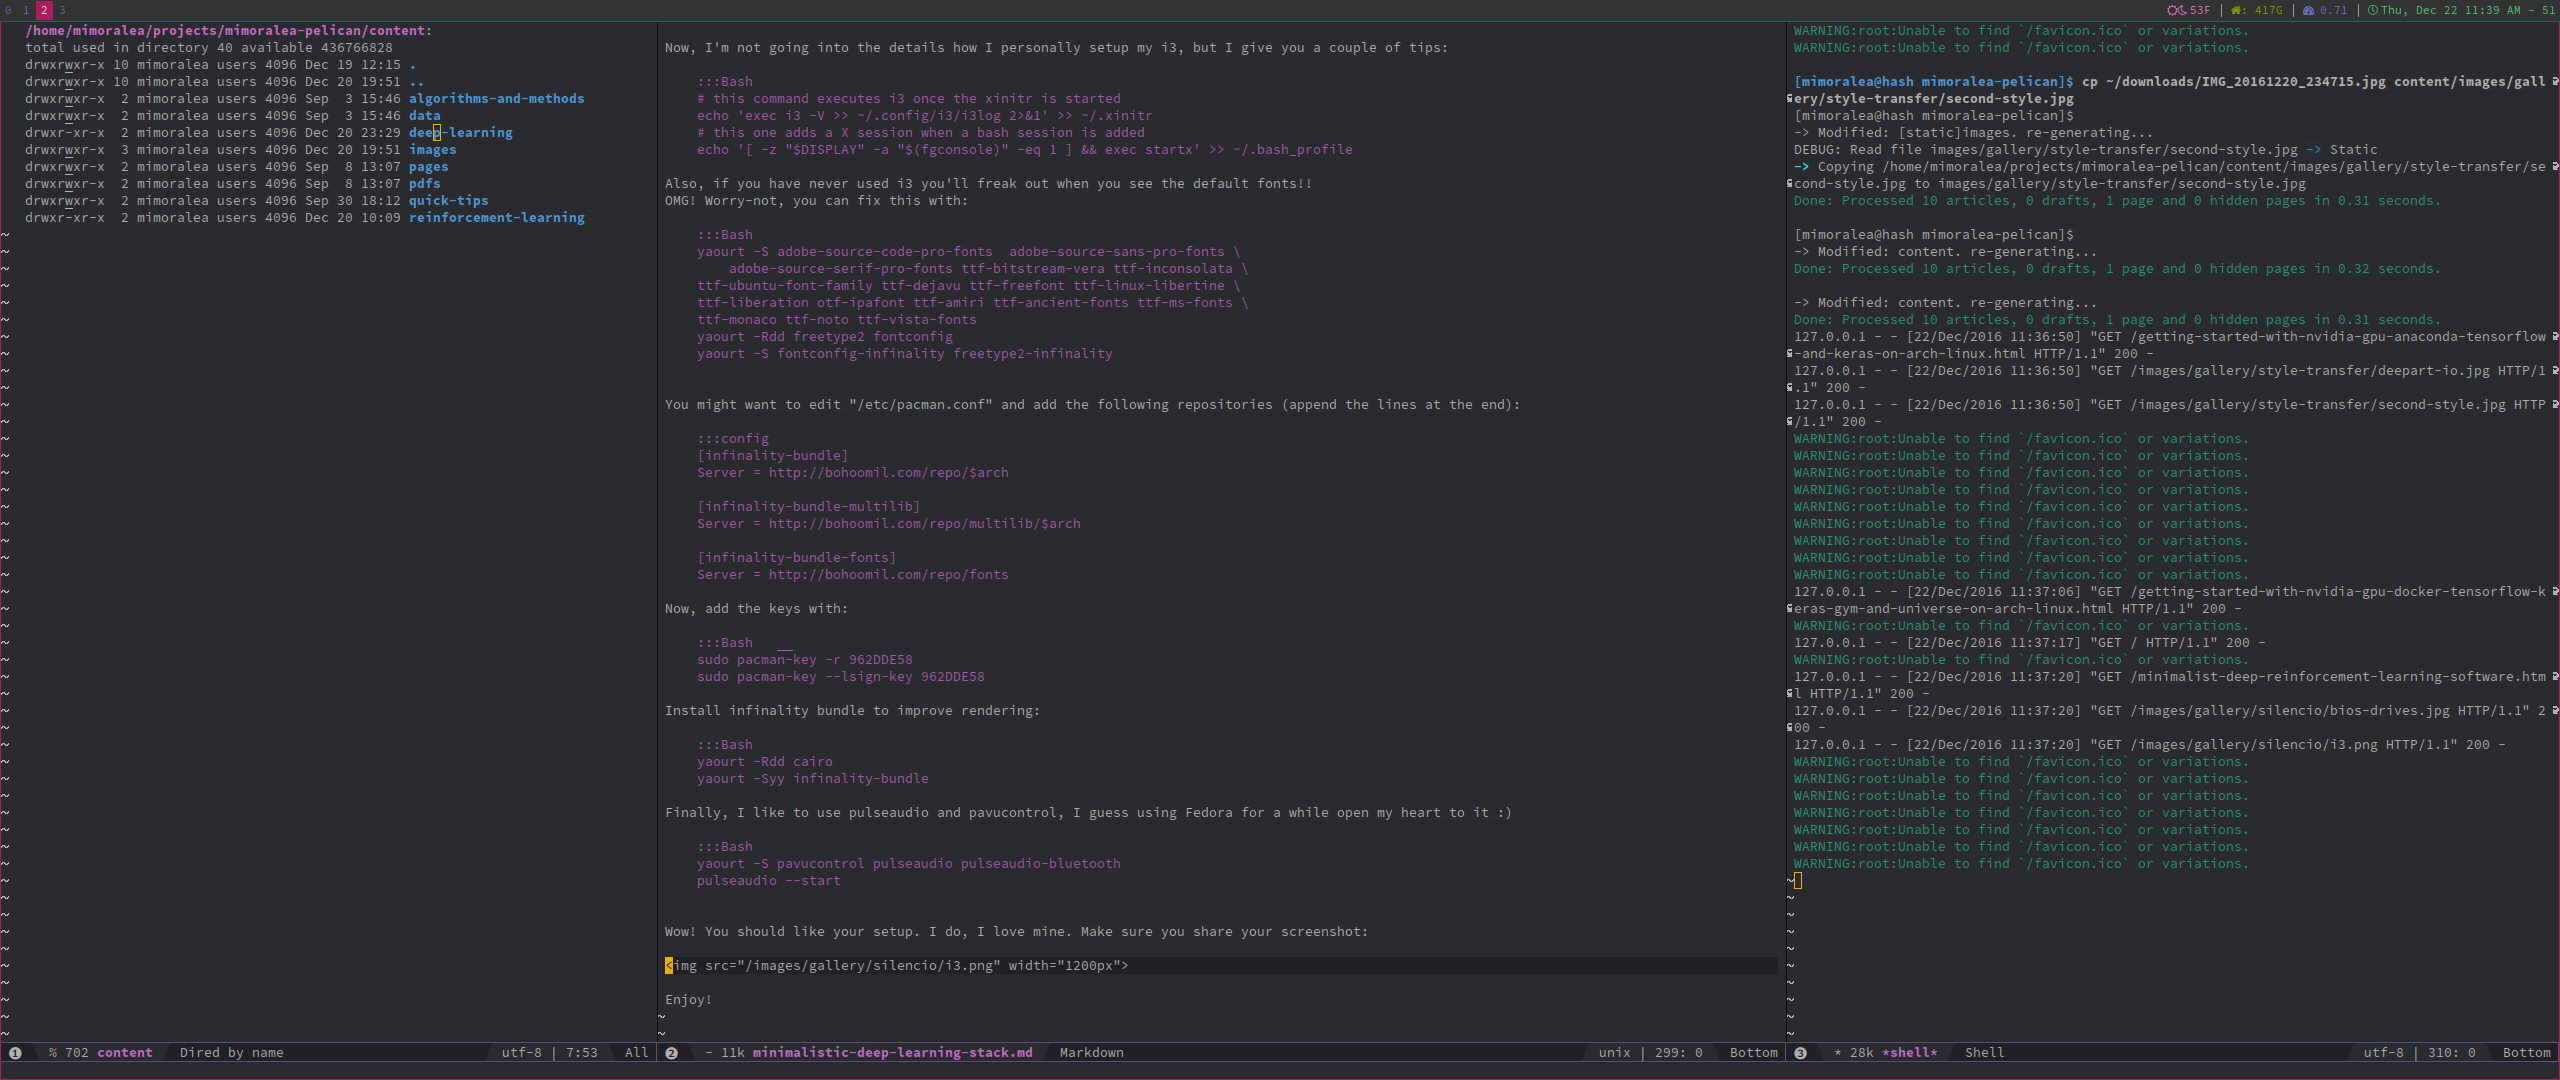 0 1 2 3
53F | : 417G | 0.71 | Thu, Dec 22 11:39 AM - 51
/home/mimoralea/projects/mimoralea-pelican/content:
total used in directory 40 available 436766828
drwxrwxr-x 10 mimoralea users 4096 Dec 19 12:15 .
drwxrwxr-x 10 mimoralea users 4096 Dec 20 19:51 ..
drwxrwxr-x  2 mimoralea users 4096 Sep  3 15:46 algorithms-and-methods
drwxrwxr-x  2 mimoralea users 4096 Sep  3 15:46 data
drwxr-xr-x  2 mimoralea users 4096 Dec 20 23:29 deep-learning
drwxrwxr-x  3 mimoralea users 4096 Dec 20 19:51 images
drwxrwxr-x  2 mimoralea users 4096 Sep  8 13:07 pages
drwxrwxr-x  2 mimoralea users 4096 Sep  8 13:07 pdfs
drwxrwxr-x  2 mimoralea users 4096 Sep 30 18:12 quick-tips
drwxr-xr-x  2 mimoralea users 4096 Dec 20 10:09 reinforcement-learning
1 % 702 content Dired by name utf-8 | 7:53 All
Now, I'm not going into the details how I personally setup my i3, but I give you a couple of tips:
:::Bash
# this command executes i3 once the xinitr is started
echo 'exec i3 -V >> ~/.config/i3/i3log 2>&1' >> ~/.xinitr
# this one adds a X session when a bash session is added
echo '[ -z "$DISPLAY" -a "$(fgconsole)" -eq 1 ] && exec startx' >> ~/.bash_profile
Also, if you have never used i3 you'll freak out when you see the default fonts!!
OMG! Worry-not, you can fix this with:
:::Bash
yaourt -S adobe-source-code-pro-fonts  adobe-source-sans-pro-fonts \
adobe-source-serif-pro-fonts ttf-bitstream-vera ttf-inconsolata \
ttf-ubuntu-font-family ttf-dejavu ttf-freefont ttf-linux-libertine \
ttf-liberation otf-ipafont ttf-amiri ttf-ancient-fonts ttf-ms-fonts \
ttf-monaco ttf-noto ttf-vista-fonts
yaourt -Rdd freetype2 fontconfig
yaourt -S fontconfig-infinality freetype2-infinality
You might want to edit "/etc/pacman.conf" and add the following repositories (append the lines at the end):
:::config
[infinality-bundle]
Server = http://bohoomil.com/repo/$arch
[infinality-bundle-multilib]
Server = http://bohoomil.com/repo/multilib/$arch
[infinality-bundle-fonts]
Server = http://bohoomil.com/repo/fonts
Now, add the keys with:
:::Bash
sudo pacman-key -r 962DDE58
sudo pacman-key --lsign-key 962DDE58
Install infinality bundle to improve rendering:
:::Bash
yaourt -Rdd cairo
yaourt -Syy infinality-bundle
Finally, I like to use pulseaudio and pavucontrol, I guess using Fedora for a while open my heart to it :)
:::Bash
yaourt -S pavucontrol pulseaudio pulseaudio-bluetooth
pulseaudio --start
Wow! You should like your setup. I do, I love mine. Make sure you share your screenshot:
<img src="/images/gallery/silencio/i3.png" width="1200px">
Enjoy!
2 - 11k minimalistic-deep-learning-stack.md Markdown unix | 299: 0 Bottom
WARNING:root:Unable to find `/favicon.ico` or variations.
WARNING:root:Unable to find `/favicon.ico` or variations.
[mimoralea@hash mimoralea-pelican]$ cp ~/downloads/IMG_20161220_234715.jpg content/images/gall
ery/style-transfer/second-style.jpg
[mimoralea@hash mimoralea-pelican]$
-> Modified: [static]images. re-generating...
DEBUG: Read file images/gallery/style-transfer/second-style.jpg -> Static
-> Copying /home/mimoralea/projects/mimoralea-pelican/content/images/gallery/style-transfer/se
cond-style.jpg to images/gallery/style-transfer/second-style.jpg
Done: Processed 10 articles, 0 drafts, 1 page and 0 hidden pages in 0.31 seconds.
[mimoralea@hash mimoralea-pelican]$
-> Modified: content. re-generating...
Done: Processed 10 articles, 0 drafts, 1 page and 0 hidden pages in 0.32 seconds.
-> Modified: content. re-generating...
Done: Processed 10 articles, 0 drafts, 1 page and 0 hidden pages in 0.31 seconds.
127.0.0.1 - - [22/Dec/2016 11:36:50] "GET /getting-started-with-nvidia-gpu-anaconda-tensorflow
-and-keras-on-arch-linux.html HTTP/1.1" 200 -
127.0.0.1 - - [22/Dec/2016 11:36:50] "GET /images/gallery/style-transfer/deepart-io.jpg HTTP/1
.1" 200 -
127.0.0.1 - - [22/Dec/2016 11:36:50] "GET /images/gallery/style-transfer/second-style.jpg HTTP
/1.1" 200 -
WARNING:root:Unable to find `/favicon.ico` or variations.
WARNING:root:Unable to find `/favicon.ico` or variations.
WARNING:root:Unable to find `/favicon.ico` or variations.
WARNING:root:Unable to find `/favicon.ico` or variations.
WARNING:root:Unable to find `/favicon.ico` or variations.
WARNING:root:Unable to find `/favicon.ico` or variations.
WARNING:root:Unable to find `/favicon.ico` or variations.
WARNING:root:Unable to find `/favicon.ico` or variations.
WARNING:root:Unable to find `/favicon.ico` or variations.
127.0.0.1 - - [22/Dec/2016 11:37:06] "GET /getting-started-with-nvidia-gpu-docker-tensorflow-k
eras-gym-and-universe-on-arch-linux.html HTTP/1.1" 200 -
WARNING:root:Unable to find `/favicon.ico` or variations.
127.0.0.1 - - [22/Dec/2016 11:37:17] "GET / HTTP/1.1" 200 -
WARNING:root:Unable to find `/favicon.ico` or variations.
127.0.0.1 - - [22/Dec/2016 11:37:20] "GET /minimalist-deep-reinforcement-learning-software.htm
l HTTP/1.1" 200 -
127.0.0.1 - - [22/Dec/2016 11:37:20] "GET /images/gallery/silencio/bios-drives.jpg HTTP/1.1" 2
00 -
127.0.0.1 - - [22/Dec/2016 11:37:20] "GET /images/gallery/silencio/i3.png HTTP/1.1" 200 -
WARNING:root:Unable to find `/favicon.ico` or variations.
WARNING:root:Unable to find `/favicon.ico` or variations.
WARNING:root:Unable to find `/favicon.ico` or variations.
WARNING:root:Unable to find `/favicon.ico` or variations.
WARNING:root:Unable to find `/favicon.ico` or variations.
WARNING:root:Unable to find `/favicon.ico` or variations.
WARNING:root:Unable to find `/favicon.ico` or variations.
3 * 28k *shell* Shell utf-8 | 310: 0 Bottom